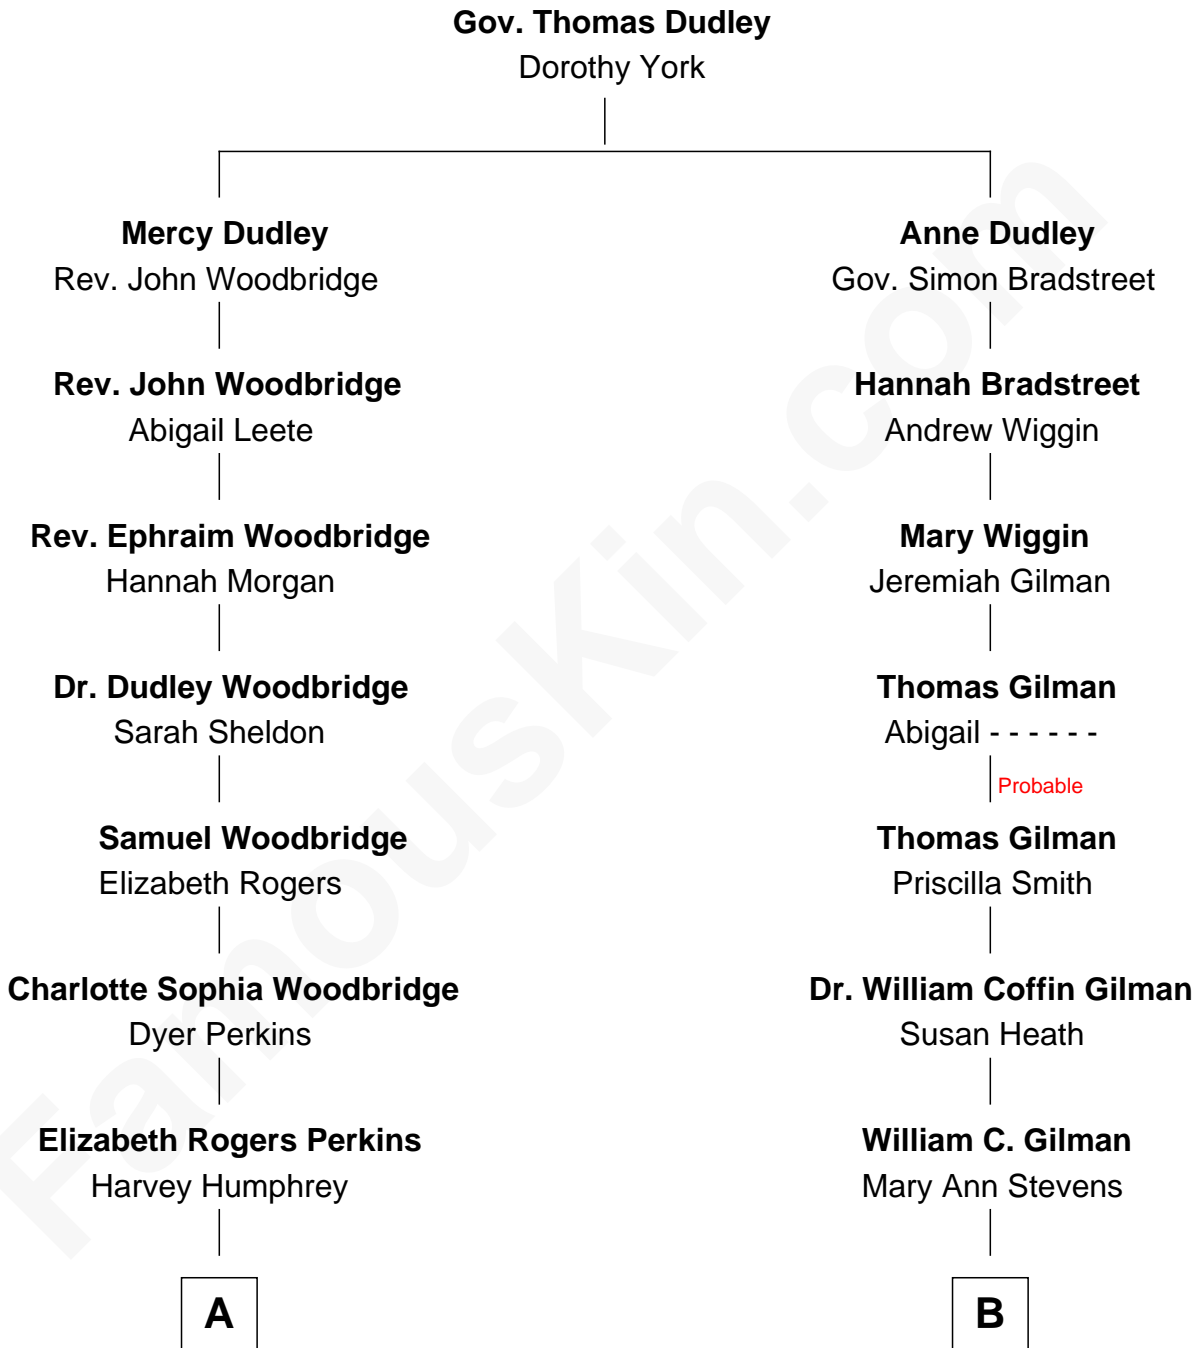 Gov. Thomas Dudley
Dorothy York
Mercy Dudley
Rev. John Woodbridge
Anne Dudley
Gov. Simon Bradstreet
Rev. John Woodbridge
Abigail Leete
Hannah Bradstreet
Andrew Wiggin
Rev. Ephraim Woodbridge
Hannah Morgan
Mary Wiggin
Jeremiah Gilman
Dr. Dudley Woodbridge
Sarah Sheldon
Thomas Gilman
Abigail - - - - - -
Probable
Samuel Woodbridge
Elizabeth Rogers
Thomas Gilman
Priscilla Smith
Charlotte Sophia Woodbridge
Dyer Perkins
Dr. William Coffin Gilman
Susan Heath
Elizabeth Rogers Perkins
Harvey Humphrey
William C. Gilman
Mary Ann Stevens
A
B
FamousKin.com